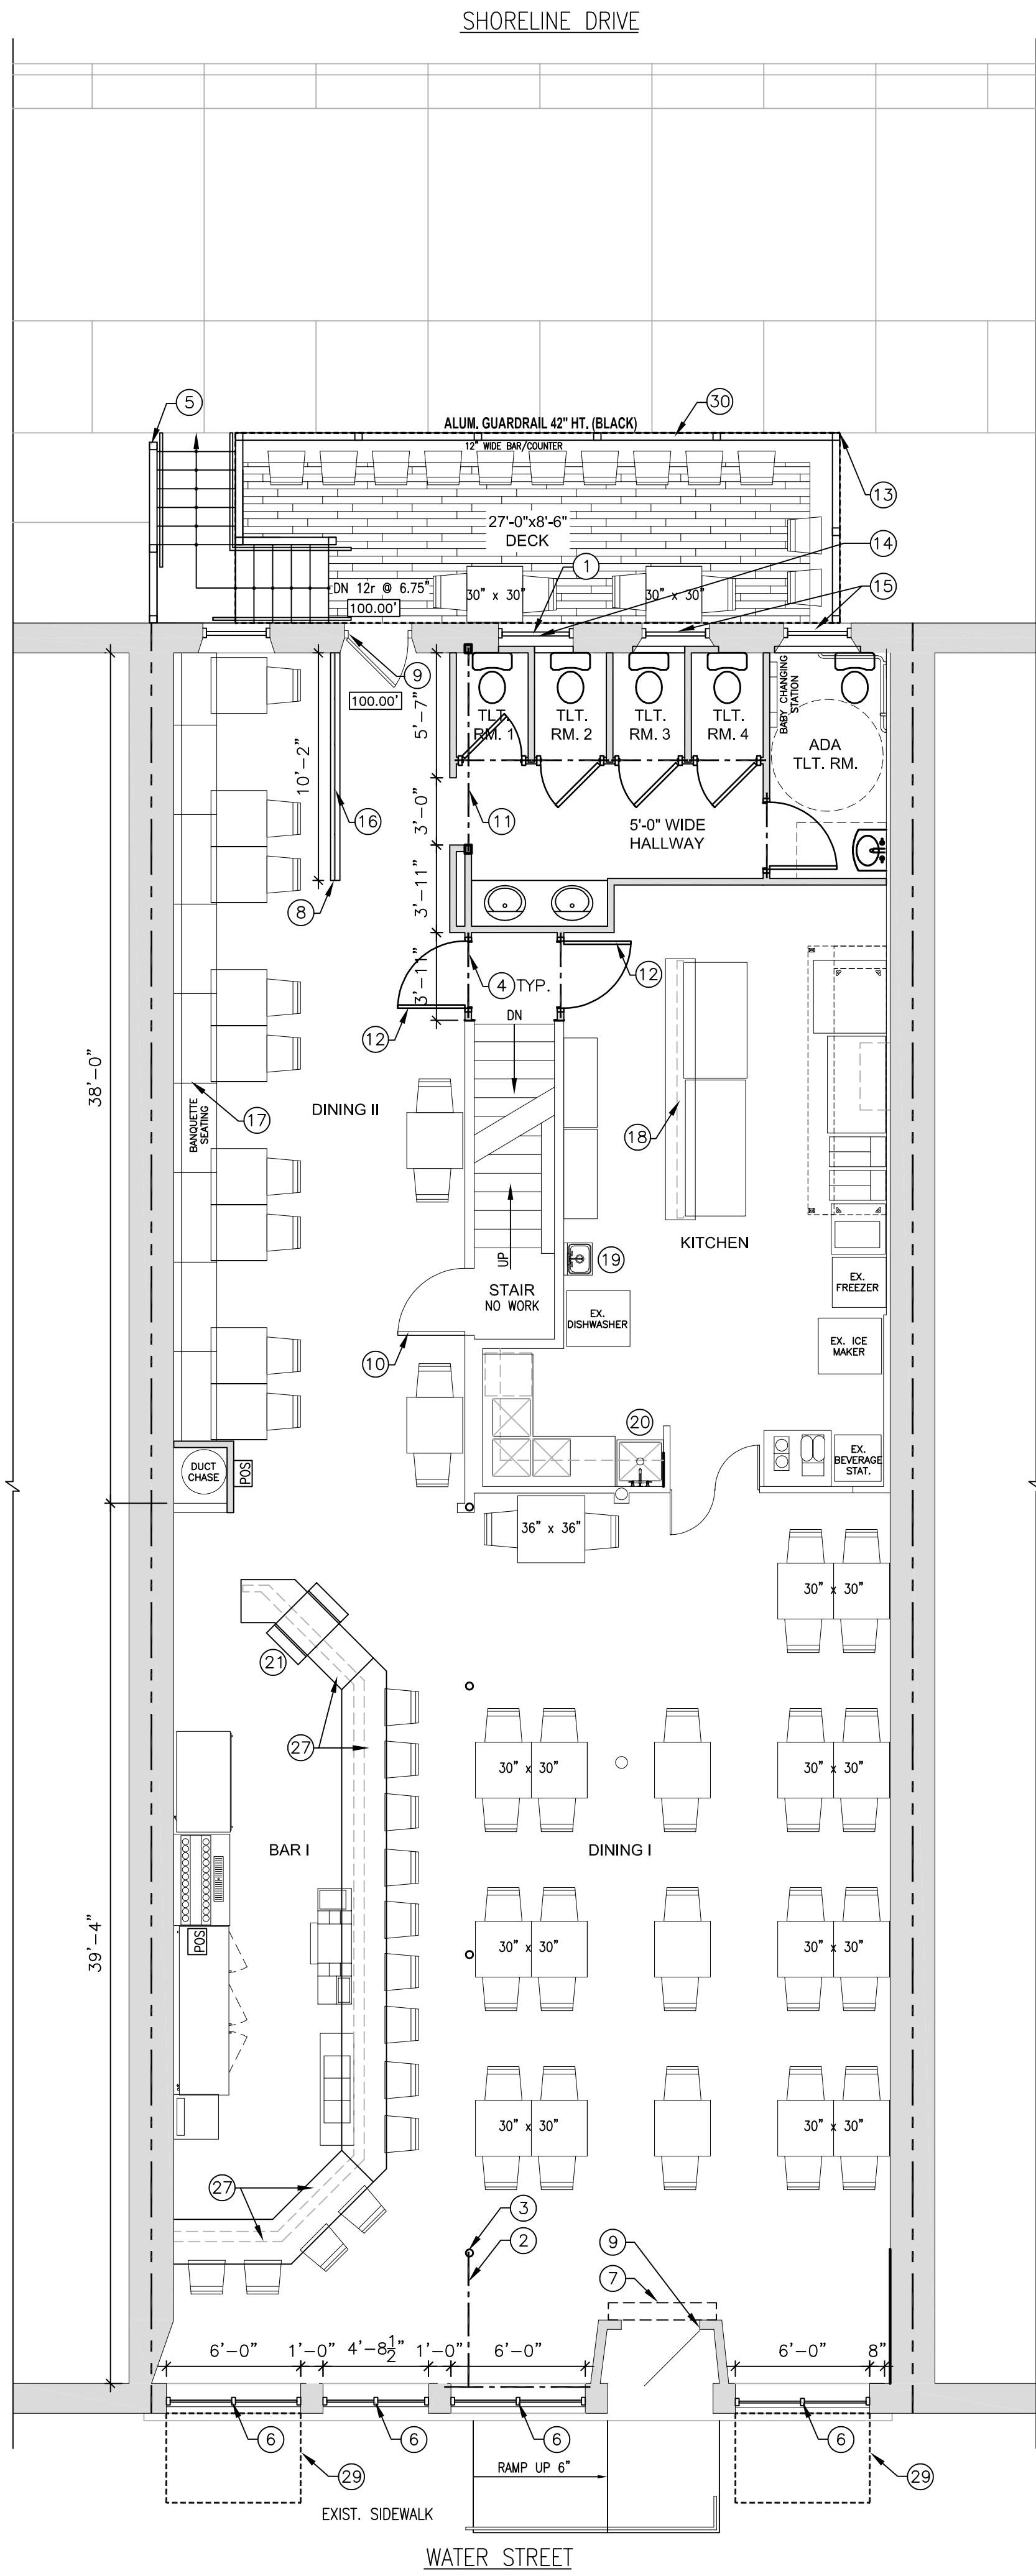 SHORELINE DRIVE
5
30
ALUM. GUARDRAIL 42" HT. (BLACK)
12" WIDE BAR/COUNTER
13
27'-0"x8'-6"
DECK
14
1
15
DN 12r @ 6.75"
30" x 30"
30" x 30"
100.00'
9
100.00'
5'-7"
10'-2"
TLT.
RM. 1
TLT.
RM. 2
TLT.
RM. 3
TLT.
RM. 4
BABY CHANGING
STATION
ADA
TLT. RM.
16
3'-0"
11
5'-0" WIDE
HALLWAY
8
3'-11"
3'-11"
12
4
TYP.
12
DN
38'-0"
17
BANQUETTE
SEATING
DINING II
18
KITCHEN
UP
19
STAIR
NO WORK
EX.
DISHWASHER
EX.
FREEZER
EX. ICE
MAKER
10
20
DUCT
CHASE
POS
EX.
BEVERAGE
STAT.
36" x 36"
30" x 30"
21
27
30" x 30"
30" x 30"
BAR I
DINING I
POS
39'-4"
30" x 30"
30" x 30"
30" x 30"
30" x 30"
27
3
2
9
7
6'-0"
1'-0"
4'-8½"
1'-0"
6'-0"
6'-0"
8"
6
6
6
6
29
RAMP UP 6"
29
EXIST. SIDEWALK
WATER STREET